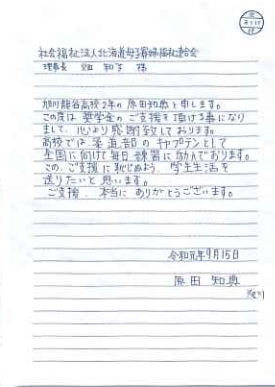 社会福祉法人北海道母子寡婦福祉連合会
理事長 畑 和子 様
旭川龍谷高校2年の原田知典と申します。
この度は奨学金のご支援を頂ける事になり
まして、心より感謝致しております。
高校では柔道部のキャプテンとして
全国に向けて毎日練習に励んでおります。
この、ご支援に恥じぬよう、学生生活を
送りたいと思います。
ご支援、本当にありがとうございます。
令和元年9月15日
原田 知典